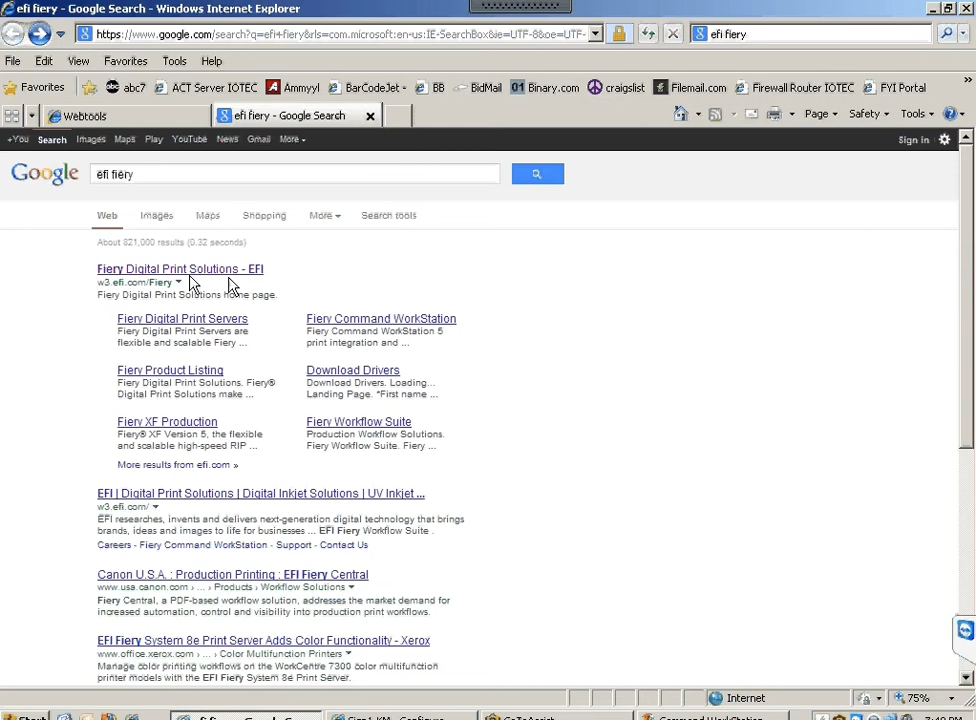 efi fiery - Google Search - Windows Internet Explorer
https://www.google.com/search?q=efi+fiery&rls=com.microsoft:en-us:IE-SearchBox&ie=UTF-8&oe=UTF-
efi fiery
File Edit View Favorites Tools Help
Favorites abc7 ACT Server IOTEC Ammyyl BarCodeJet BB BidMail Binary.com craigslist Filemail.com Firewall Router IOTEC FYI Portal »
Webtools efi fiery - Google Search Page Safety Tools
+You Search Images Maps Play YouTube News Gmail More Sign in
Google efi fiery
Web Images Maps Shopping More Search tools
About 821,000 results (0.32 seconds)
Fiery Digital Print Solutions - EFI
w3.efi.com/Fiery
Fiery Digital Print Solutions home page.
Fiery Digital Print Servers
Fiery Digital Print Servers are
flexible and scalable Fiery ...
Fiery Command WorkStation
Fiery Command WorkStation 5
print integration and ...
Fiery Product Listing
Fiery Digital Print Solutions. Fiery®
Digital Print Solutions make ...
Download Drivers
Download Drivers. Loading...
Landing Page. *First name ...
Fiery XF Production
Fiery® XF Version 5, the flexible
and scalable high-speed RIP ...
Fiery Workflow Suite
Production Workflow Solutions.
Fiery Workflow Suite. Fiery ...
More results from efi.com »
EFI | Digital Print Solutions | Digital Inkjet Solutions | UV Inkjet ...
w3.efi.com/
EFI researches, invents and delivers next-generation digital technology that brings
brands, ideas and images to life for businesses ... EFI Fiery Workflow Suite .
Careers - Fiery Command WorkStation - Support - Contact Us
Canon U.S.A. : Production Printing : EFI Fiery Central
www.usa.canon.com › ... › Products › Workflow Solutions
Fiery Central, a PDF-based workflow solution, addresses the market demand for
increased automation, control and visibility into production print workflows.
EFI Fiery System 8e Print Server Adds Color Functionality - Xerox
www.office.xerox.com › ... › Color Multifunction Printers
Manage color printing workflows on the WorkCentre 7300 color multifunction
printer models with the EFI Fiery System 8e Print Server.
Internet 75%